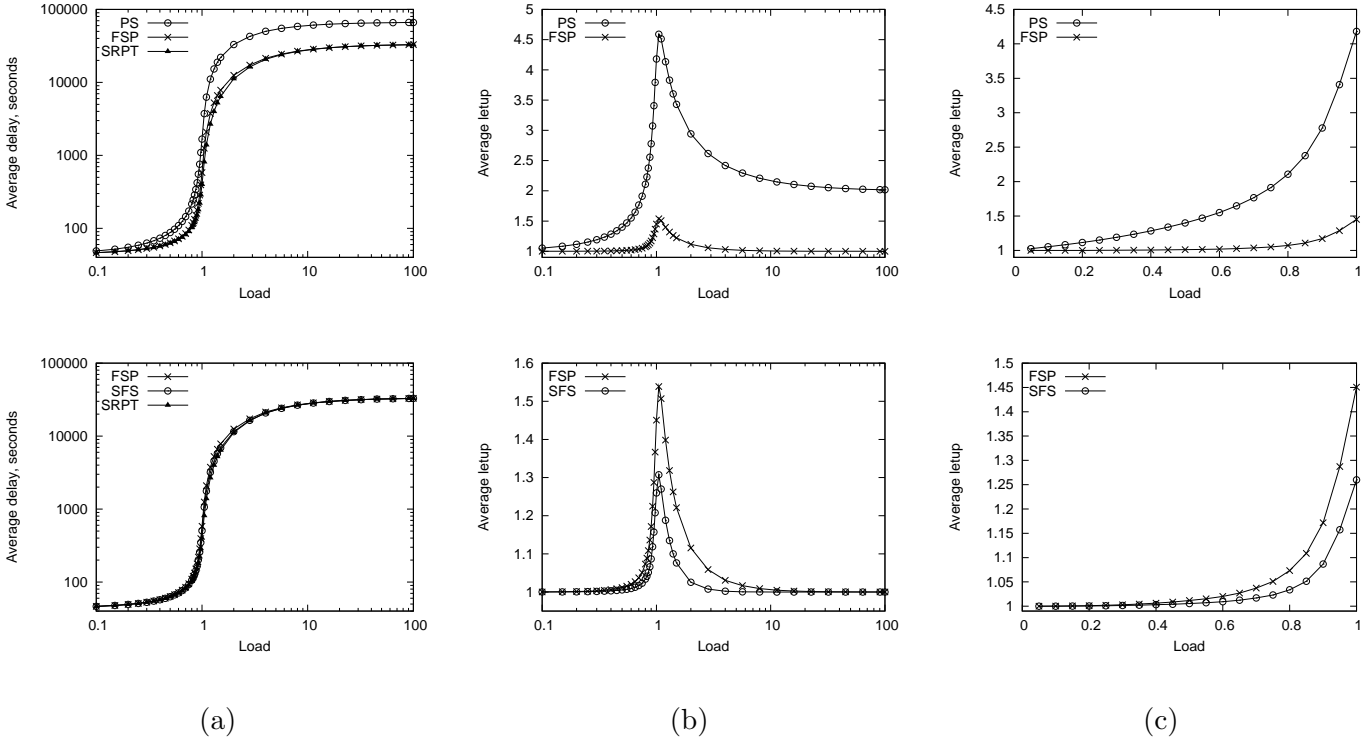 100000
10000
1000
100
0.1
1
10
100
Average delay, seconds
Load
PS
FSP
SRPT
5
4.5
4
3.5
3
2.5
2
1.5
1
0.1
1
10
100
Average letup
Load
PS
FSP
4.5
4
3.5
3
2.5
2
1.5
1
0
0.2
0.4
0.6
0.8
1
Average letup
Load
PS
FSP
100000
10000
1000
100
0.1
1
10
100
Average delay, seconds
Load
FSP
SFS
SRPT
1.6
1.5
1.4
1.3
1.2
1.1
1
0.1
1
10
100
Average letup
Load
FSP
SFS
1.5
1.45
1.4
1.35
1.3
1.25
1.2
1.15
1.1
1.05
1
0
0.2
0.4
0.6
0.8
1
Average letup
Load
FSP
SFS
(a)
(b)
(c)